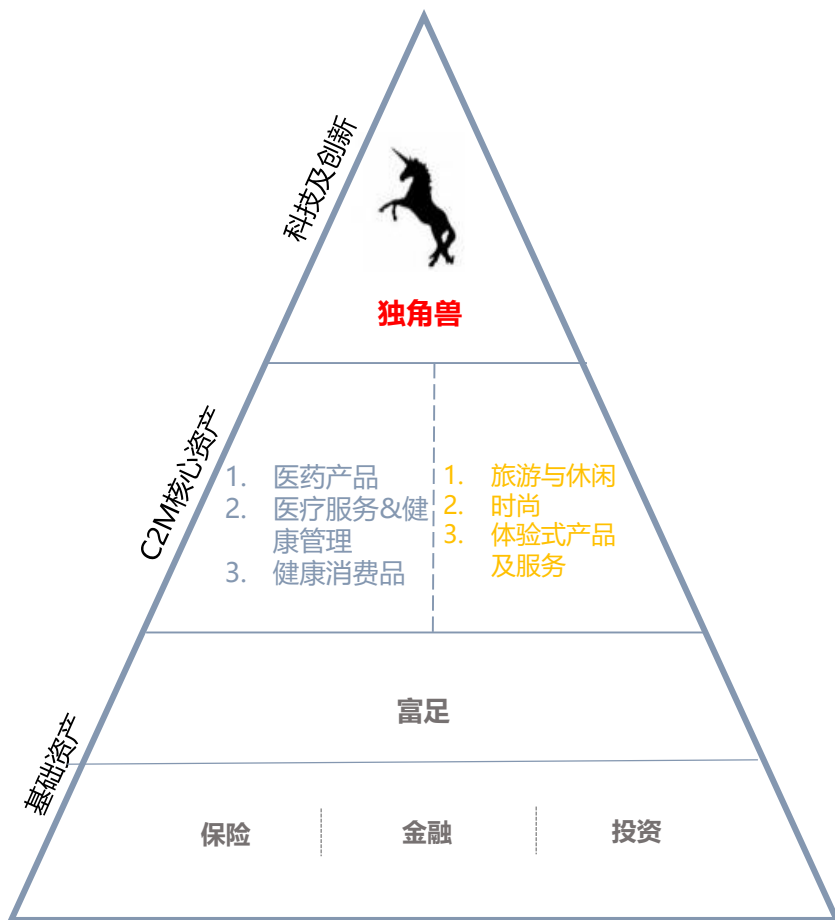 科技及创新
独角兽
C2M核心资产
1. 医药产品
2. 医疗服务&健
康管理
3. 健康消费品
1. 旅游与休闲
2. 时尚
3. 体验式产品
及服务
基础资产
富足
保险
金融
投资